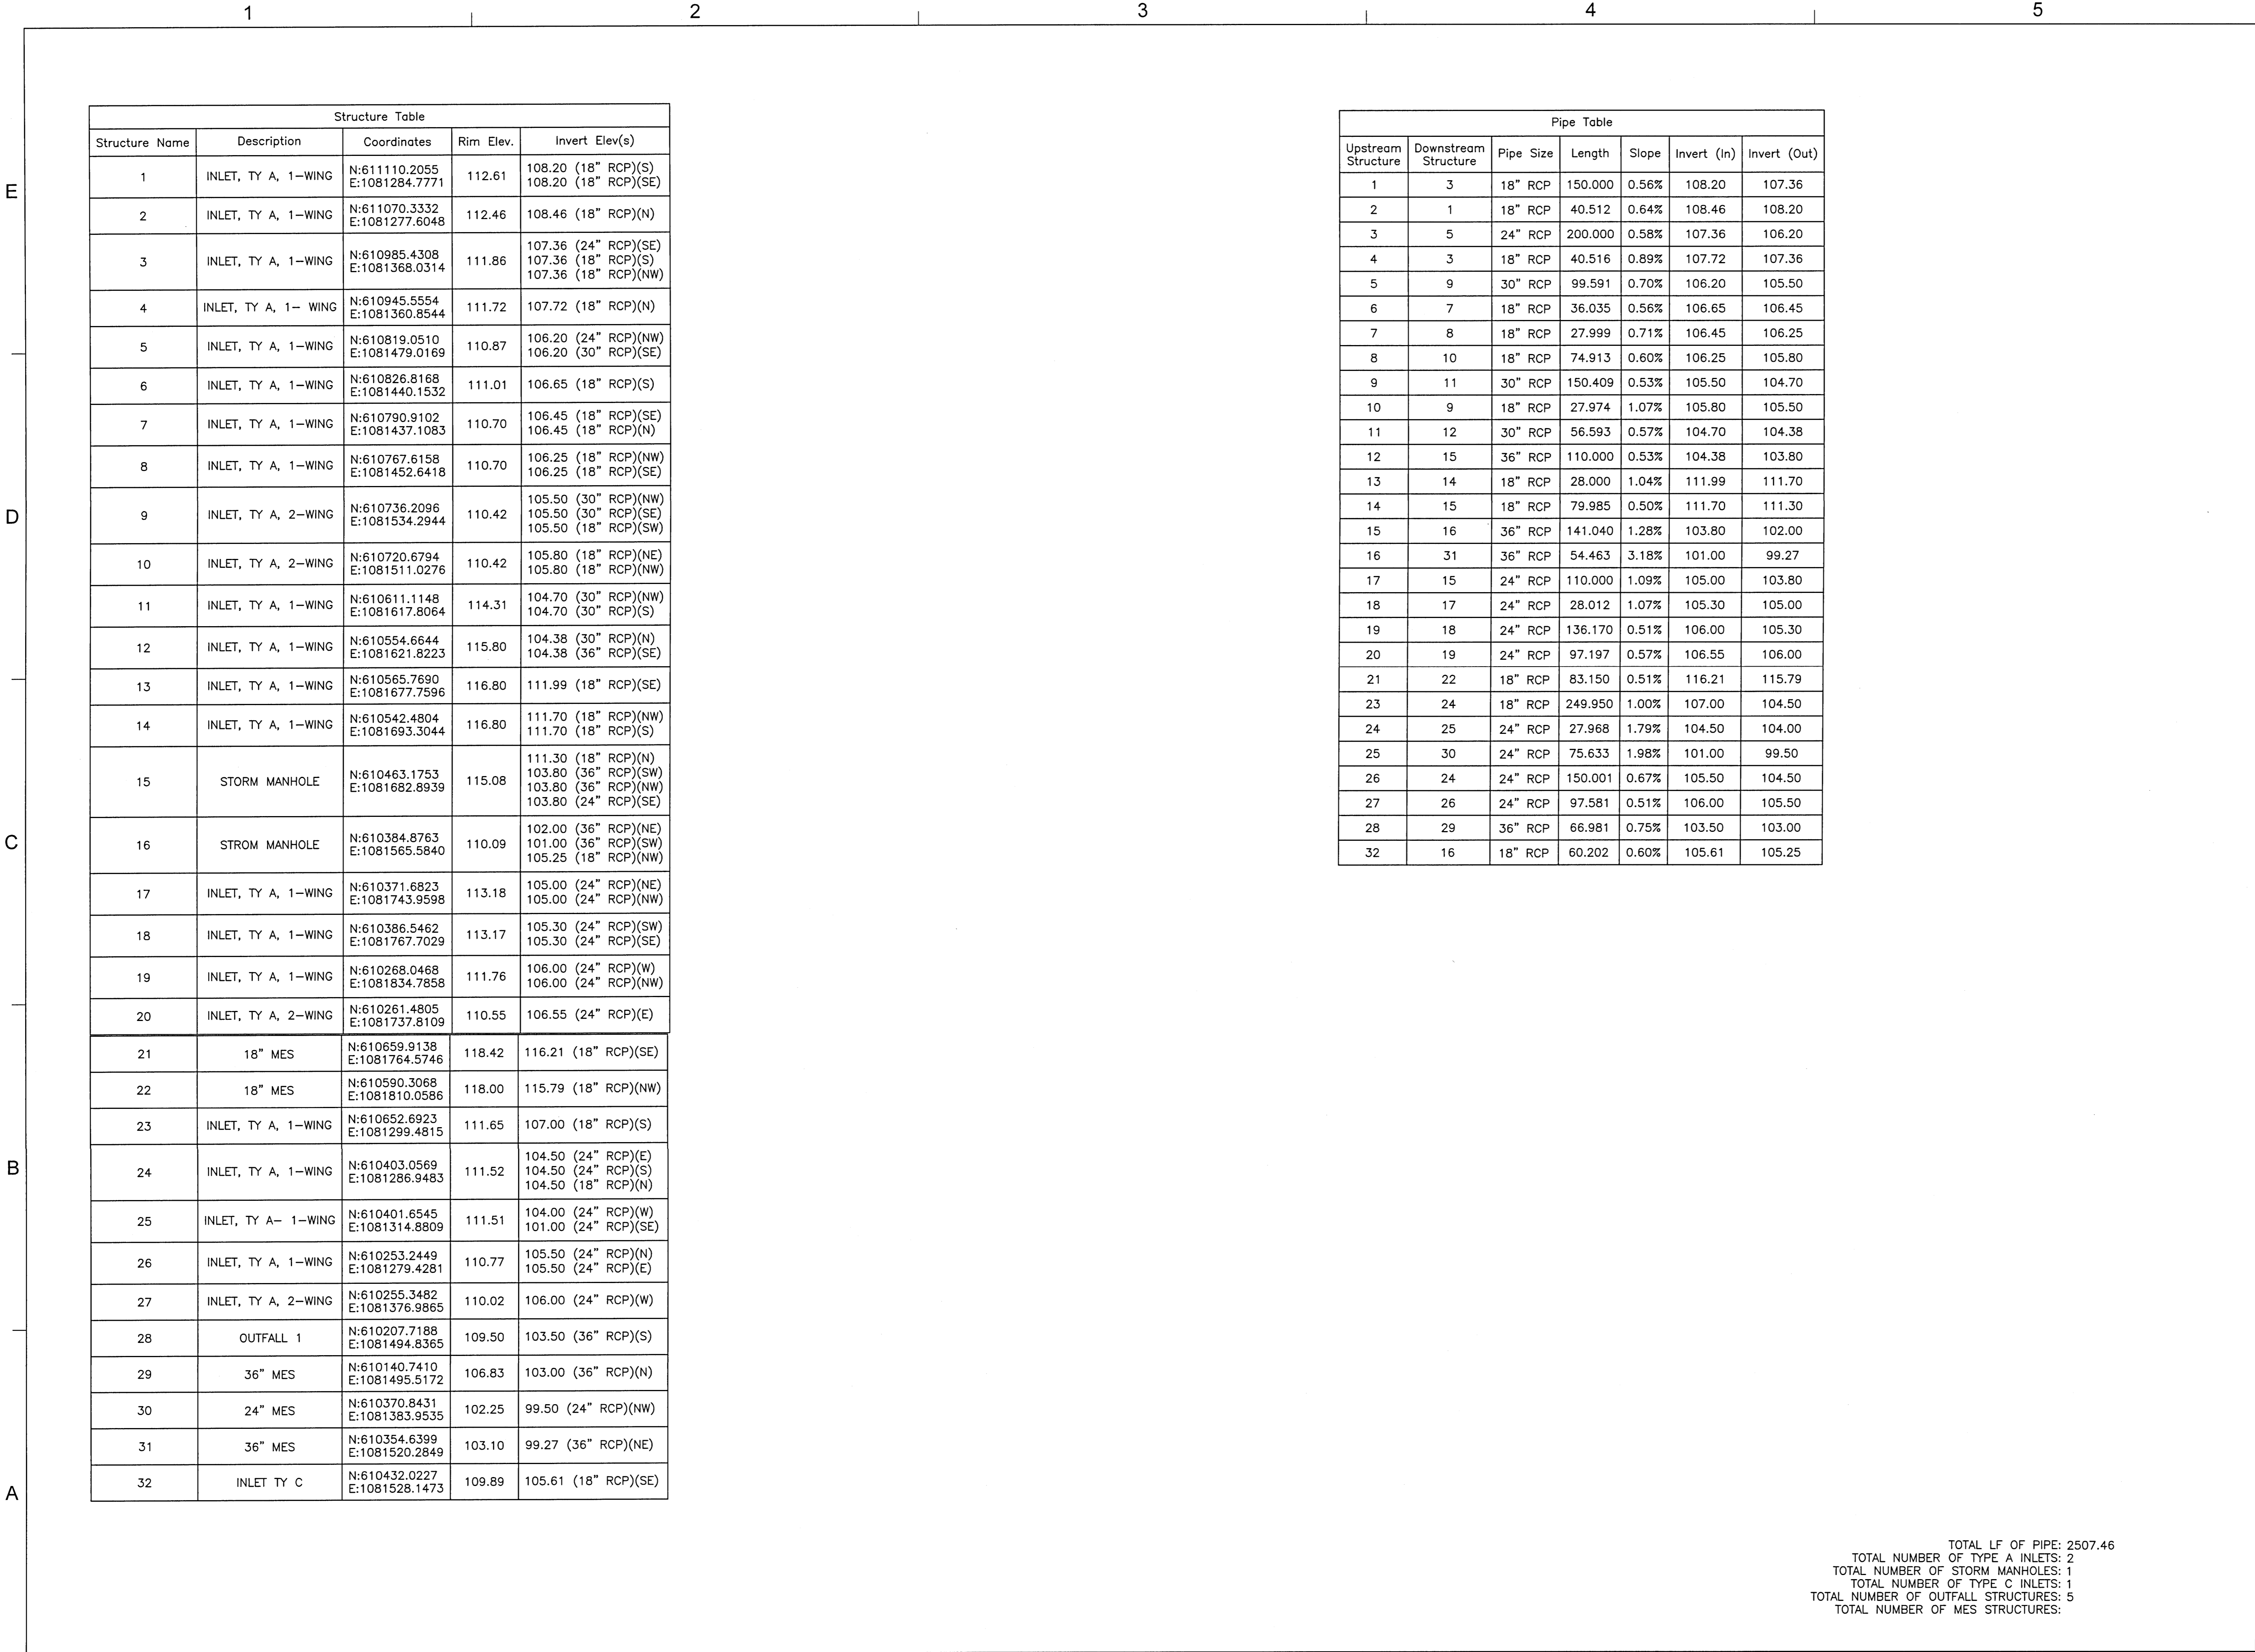 1 2 3 4 5
E
D
C
B
A
Structure Table
Structure Name Description Coordinates Rim Elev. Invert Elev(s)
1 INLET, TY A, 1-WING N:611110.2055 E:1081284.7771 112.61 108.20 (18" RCP)(S) 108.20 (18" RCP)(SE)
2 INLET, TY A, 1-WING N:611070.3332 E:1081277.6048 112.46 108.46 (18" RCP)(N)
3 INLET, TY A, 1-WING N:610985.4308 E:1081368.0314 111.86 107.36 (24" RCP)(SE) 107.36 (18" RCP)(S) 107.36 (18" RCP)(NW)
4 INLET, TY A, 1- WING N:610945.5554 E:1081360.8544 111.72 107.72 (18" RCP)(N)
5 INLET, TY A, 1-WING N:610819.0510 E:1081479.0169 110.87 106.20 (24" RCP)(NW) 106.20 (30" RCP)(SE)
6 INLET, TY A, 1-WING N:610826.8168 E:1081440.1532 111.01 106.65 (18" RCP)(S)
7 INLET, TY A, 1-WING N:610790.9102 E:1081437.1083 110.70 106.45 (18" RCP)(SE) 106.45 (18" RCP)(N)
8 INLET, TY A, 1-WING N:610767.6158 E:1081452.6418 110.70 106.25 (18" RCP)(NW) 106.25 (18" RCP)(SE)
9 INLET, TY A, 2-WING N:610736.2096 E:1081534.2944 110.42 105.50 (30" RCP)(NW) 105.50 (30" RCP)(SE) 105.50 (18" RCP)(SW)
10 INLET, TY A, 2-WING N:610720.6794 E:1081511.0276 110.42 105.80 (18" RCP)(NE) 105.80 (18" RCP)(NW)
11 INLET, TY A, 1-WING N:610611.1148 E:1081617.8064 114.31 104.70 (30" RCP)(NW) 104.70 (30" RCP)(S)
12 INLET, TY A, 1-WING N:610554.6644 E:1081621.8223 115.80 104.38 (30" RCP)(N) 104.38 (36" RCP)(SE)
13 INLET, TY A, 1-WING N:610565.7690 E:1081677.7596 116.80 111.99 (18" RCP)(SE)
14 INLET, TY A, 1-WING N:610542.4804 E:1081693.3044 116.80 111.70 (18" RCP)(NW) 111.70 (18" RCP)(S)
15 STORM MANHOLE N:610463.1753 E:1081682.8939 115.08 111.30 (18" RCP)(N) 103.80 (36" RCP)(SW) 103.80 (36" RCP)(NW) 103.80 (24" RCP)(SE)
16 STROM MANHOLE N:610384.8763 E:1081565.5840 110.09 102.00 (36" RCP)(NE) 101.00 (36" RCP)(SW) 105.25 (18" RCP)(NW)
17 INLET, TY A, 1-WING N:610371.6823 E:1081743.9598 113.18 105.00 (24" RCP)(NE) 105.00 (24" RCP)(NW)
18 INLET, TY A, 1-WING N:610386.5462 E:1081767.7029 113.17 105.30 (24" RCP)(SW) 105.30 (24" RCP)(SE)
19 INLET, TY A, 1-WING N:610268.0468 E:1081834.7858 111.76 106.00 (24" RCP)(W) 106.00 (24" RCP)(NW)
20 INLET, TY A, 2-WING N:610261.4805 E:1081737.8109 110.55 106.55 (24" RCP)(E)
21 18" MES N:610659.9138 E:1081764.5746 118.42 116.21 (18" RCP)(SE)
22 18" MES N:610590.3068 E:1081810.0586 118.00 115.79 (18" RCP)(NW)
23 INLET, TY A, 1-WING N:610652.6923 E:1081299.4815 111.65 107.00 (18" RCP)(S)
24 INLET, TY A, 1-WING N:610403.0569 E:1081286.9483 111.52 104.50 (24" RCP)(E) 104.50 (24" RCP)(S) 104.50 (18" RCP)(N)
25 INLET, TY A- 1-WING N:610401.6545 E:1081314.8809 111.51 104.00 (24" RCP)(W) 101.00 (24" RCP)(SE)
26 INLET, TY A, 1-WING N:610253.2449 E:1081279.4281 110.77 105.50 (24" RCP)(N) 105.50 (24" RCP)(E)
27 INLET, TY A, 2-WING N:610255.3482 E:1081376.9865 110.02 106.00 (24" RCP)(W)
28 OUTFALL 1 N:610207.7188 E:1081494.8365 109.50 103.50 (36" RCP)(S)
29 36" MES N:610140.7410 E:1081495.5172 106.83 103.00 (36" RCP)(N)
30 24" MES N:610370.8431 E:1081383.9535 102.25 99.50 (24" RCP)(NW)
31 36" MES N:610354.6399 E:1081520.2849 103.10 99.27 (36" RCP)(NE)
32 INLET TY C N:610432.0227 E:1081528.1473 109.89 105.61 (18" RCP)(SE)
Pipe Table
Upstream Structure Downstream Structure Pipe Size Length Slope Invert (In) Invert (Out)
1 3 18" RCP 150.000 0.56% 108.20 107.36
2 1 18" RCP 40.512 0.64% 108.46 108.20
3 5 24" RCP 200.000 0.58% 107.36 106.20
4 3 18" RCP 40.516 0.89% 107.72 107.36
5 9 30" RCP 99.591 0.70% 106.20 105.50
6 7 18" RCP 36.035 0.56% 106.65 106.45
7 8 18" RCP 27.999 0.71% 106.45 106.25
8 10 18" RCP 74.913 0.60% 106.25 105.80
9 11 30" RCP 150.409 0.53% 105.50 104.70
10 9 18" RCP 27.974 1.07% 105.80 105.50
11 12 30" RCP 56.593 0.57% 104.70 104.38
12 15 36" RCP 110.000 0.53% 104.38 103.80
13 14 18" RCP 28.000 1.04% 111.99 111.70
14 15 18" RCP 79.985 0.50% 111.70 111.30
15 16 36" RCP 141.040 1.28% 103.80 102.00
16 31 36" RCP 54.463 3.18% 101.00 99.27
17 15 24" RCP 110.000 1.09% 105.00 103.80
18 17 24" RCP 28.012 1.07% 105.30 105.00
19 18 24" RCP 136.170 0.51% 106.00 105.30
20 19 24" RCP 97.197 0.57% 106.55 106.00
21 22 18" RCP 83.150 0.51% 116.21 115.79
23 24 18" RCP 249.950 1.00% 107.00 104.50
24 25 24" RCP 27.968 1.79% 104.50 104.00
25 30 24" RCP 75.633 1.98% 101.00 99.50
26 24 24" RCP 150.001 0.67% 105.50 104.50
27 26 24" RCP 97.581 0.51% 106.00 105.50
28 29 36" RCP 66.981 0.75% 103.50 103.00
32 16 18" RCP 60.202 0.60% 105.61 105.25
TOTAL LF OF PIPE: 2507.46
TOTAL NUMBER OF TYPE A INLETS: 2
TOTAL NUMBER OF STORM MANHOLES: 1
TOTAL NUMBER OF TYPE C INLETS: 1
TOTAL NUMBER OF OUTFALL STRUCTURES: 5
TOTAL NUMBER OF MES STRUCTURES: